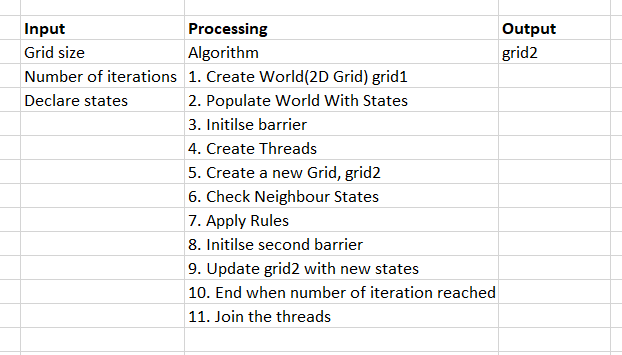 Input Processing Output
Grid size Algorithm grid2
Number of iterations 1. Create World(2D Grid) grid1
Declare states 2. Populate World With States
3. Initilse barrier
4. Create Threads
5. Create a new Grid, grid2
6. Check Neighbour States
7. Apply Rules
8. Initilse second barrier
9. Update grid2 with new states
10. End when number of iteration reached
11. Join the threads